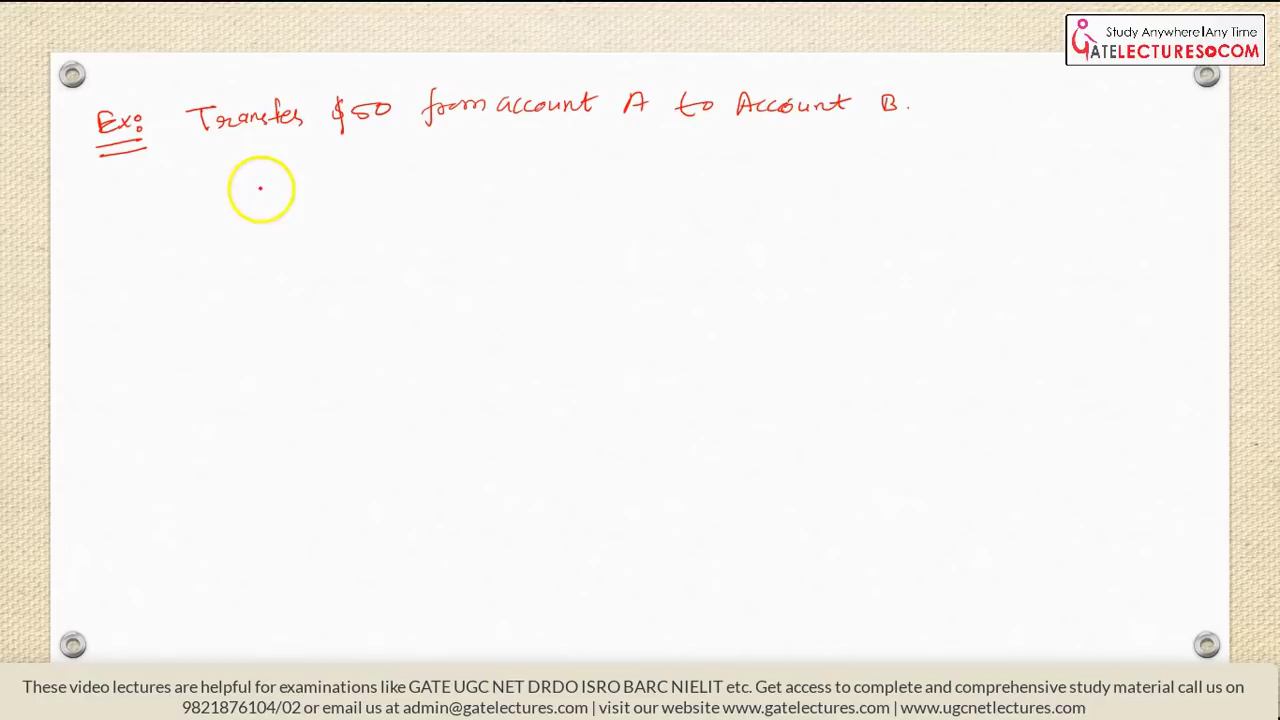 Study Anywhere|Any Time
GATELECTURES.COM
Ex: Transfer $50 from account A to Account B.
These video lectures are helpful for examinations like GATE UGC NET DRDO ISRO BARC NIELIT etc. Get access to complete and comprehensive study material call us on
9821876104/02 or email us at admin@gatelectures.com | visit our website www.gatelectures.com | www.ugcnetlectures.com